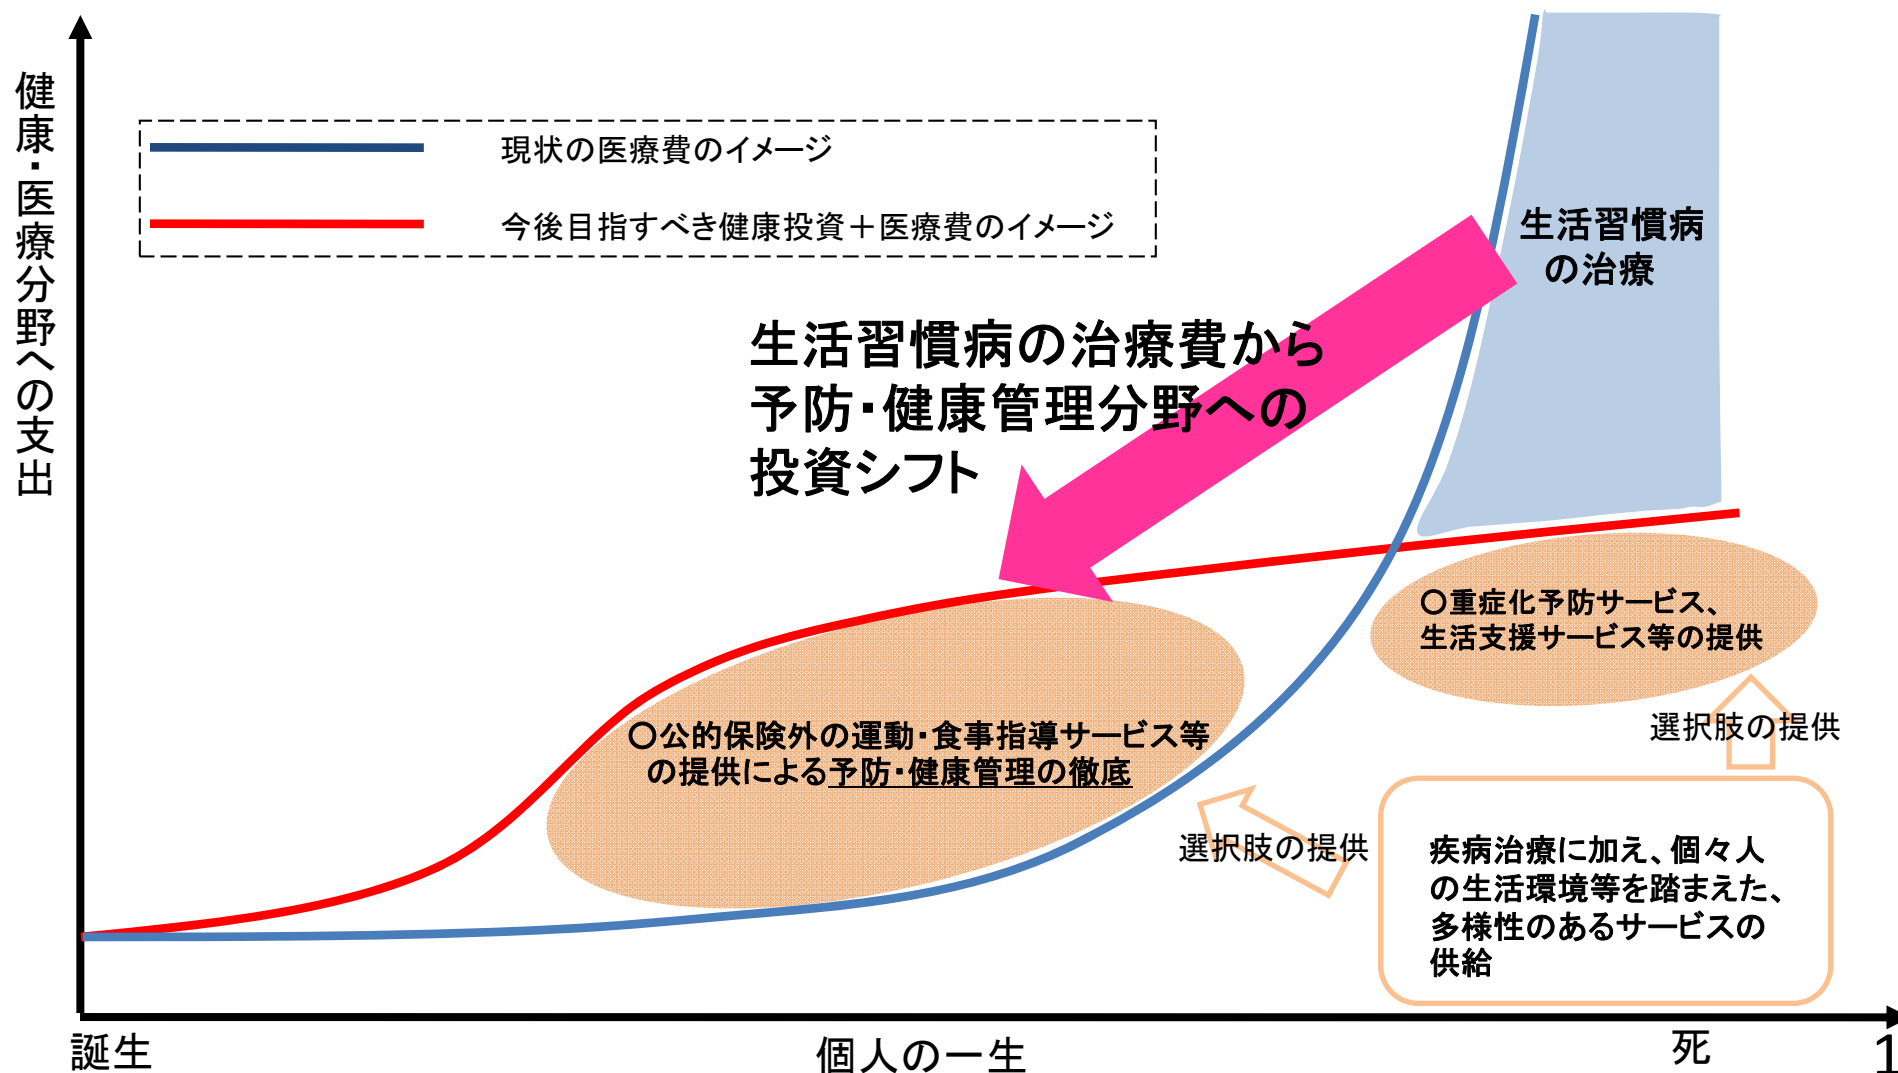 健康・医療分野への支出
現状の医療費のイメージ
今後目指すべき健康投資＋医療費のイメージ
生活習慣病
の治療
生活習慣病の治療費から
予防・健康管理分野への
投資シフト
○重症化予防サービス、
生活支援サービス等の提供
選択肢の提供
○公的保険外の運動・食事指導サービス等
の提供による予防・健康管理の徹底
選択肢の提供
疾病治療に加え、個々人
の生活環境等を踏まえた、
多様性のあるサービスの
供給
誕生
個人の一生
死
1